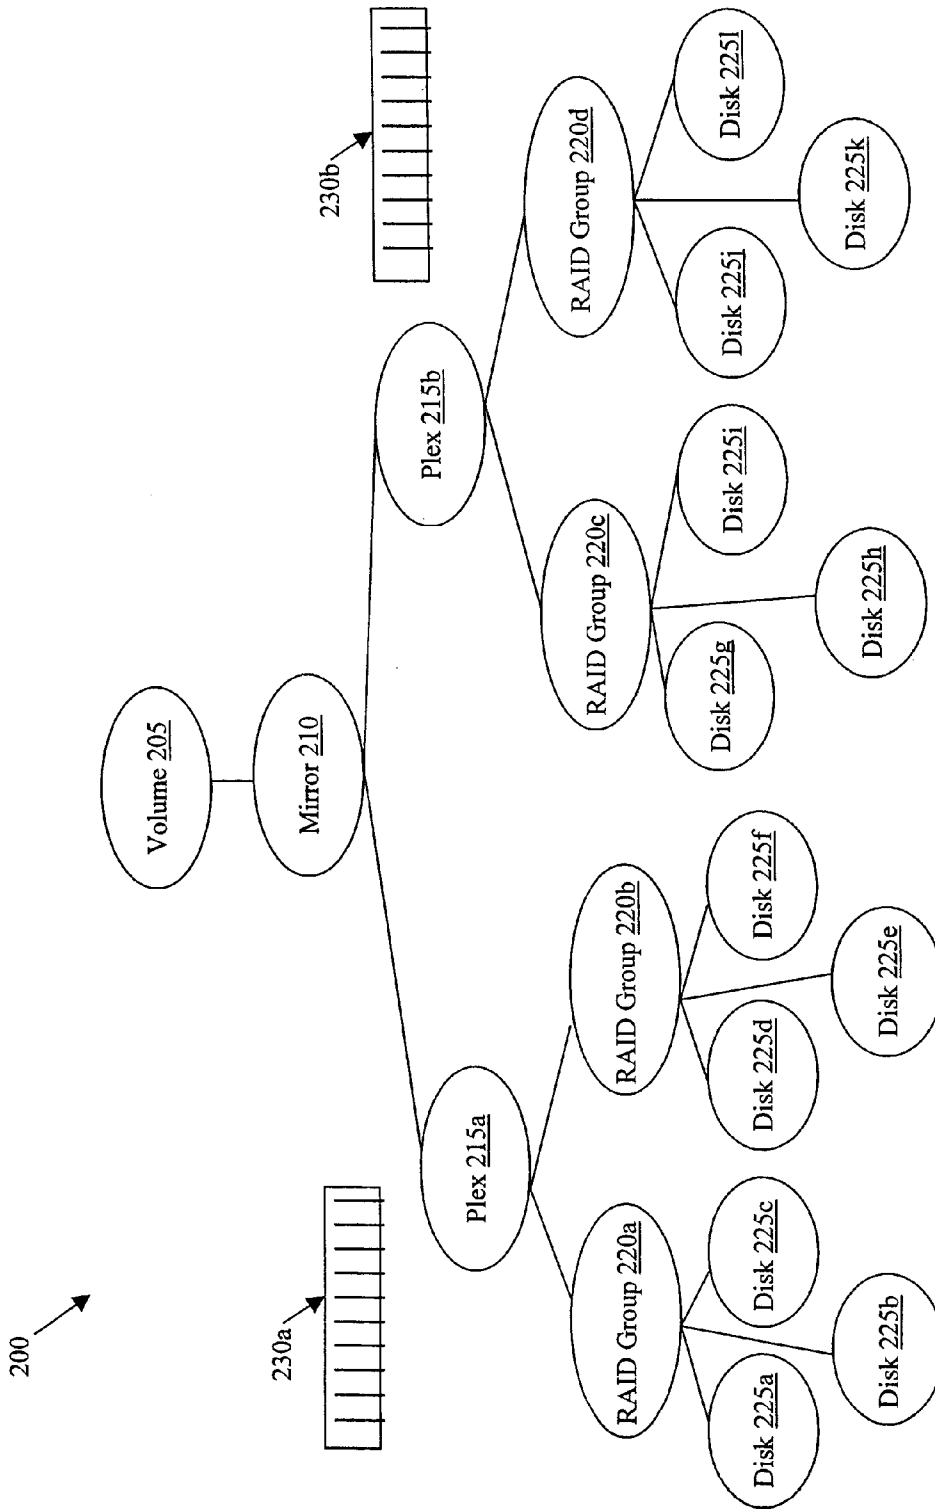 200
Volume 205
Mirror 210
230a
230b
Plex 215a
Plex 215b
RAID Group 220a
RAID Group 220b
RAID Group 220c
RAID Group 220d
Disk 225a
Disk 225c
Disk 225d
Disk 225f
Disk 225g
Disk 225i
Disk 225j
Disk 225l
Disk 225b
Disk 225e
Disk 225h
Disk 225k